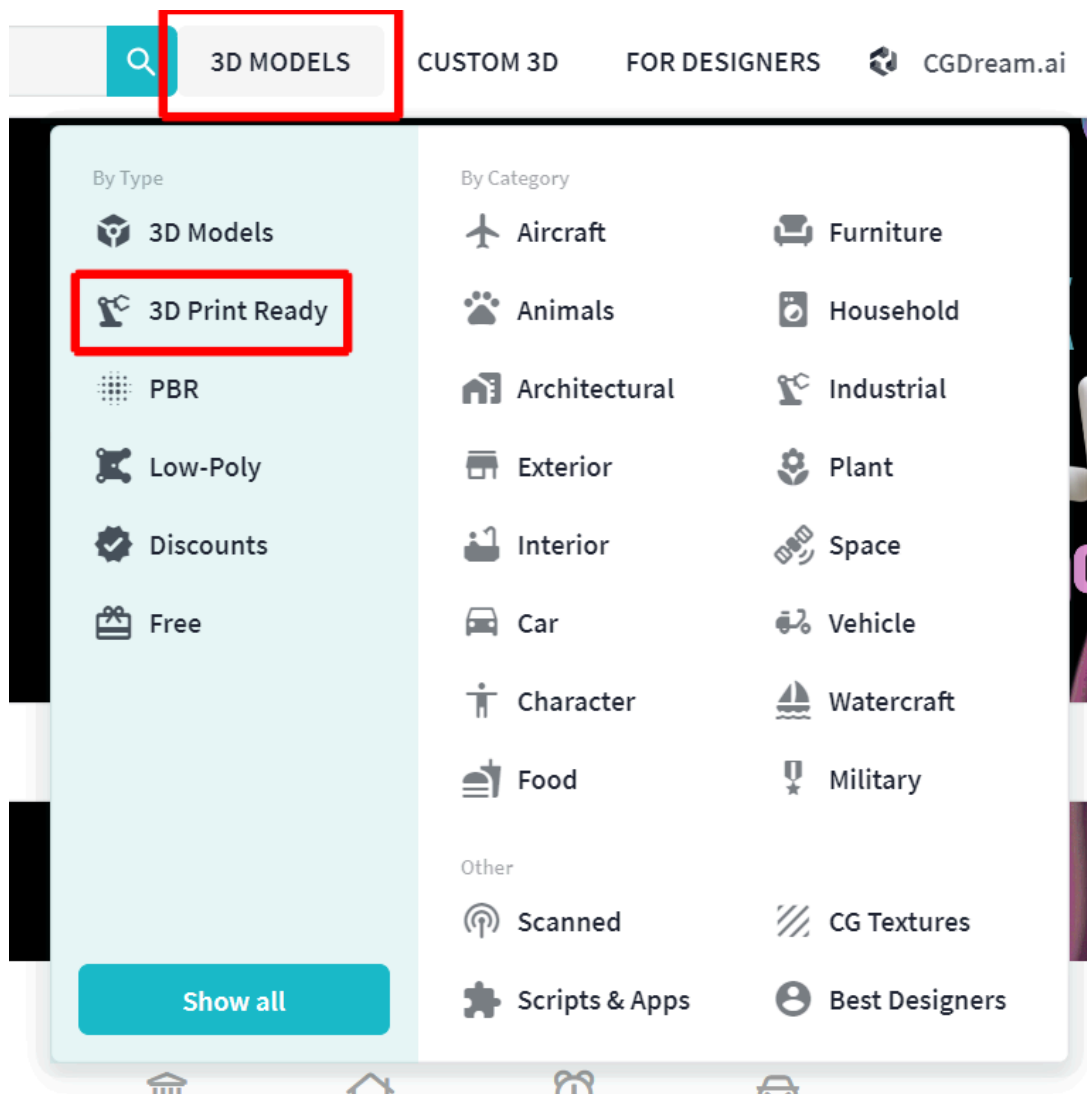 3D MODELS CUSTOM 3D FOR DESIGNERS CGDream.ai
By Type
3D Models
3D Print Ready
PBR
Low-Poly
Discounts
Free
Show all
By Category
Aircraft Furniture
Animals Household
Architectural Industrial
Exterior Plant
Interior Space
Car Vehicle
Character Watercraft
Food Military
Other
Scanned CG Textures
Scripts & Apps Best Designers